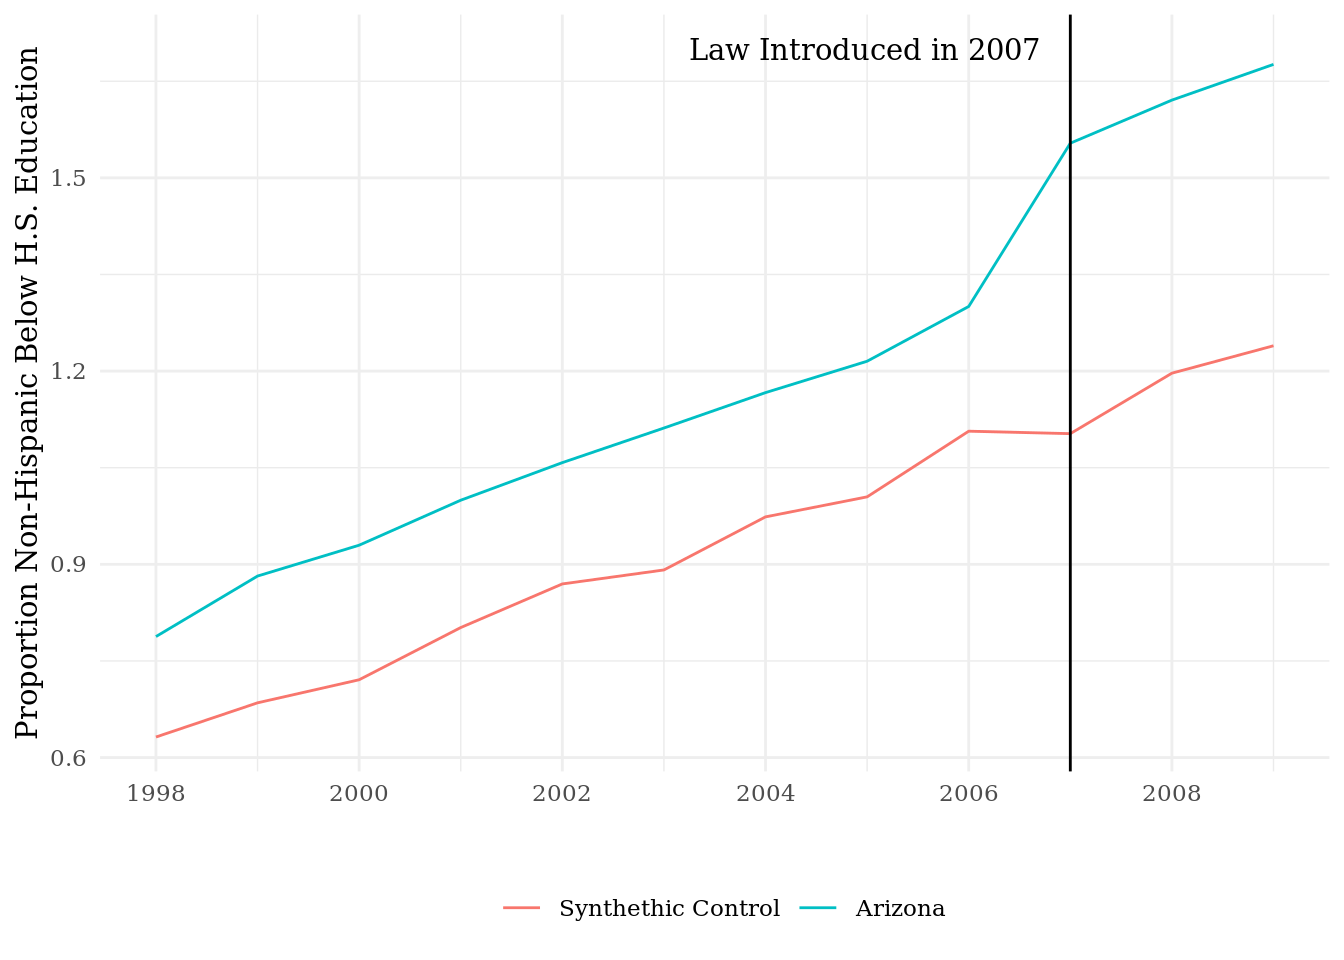 Law Introduced in 2007
Proportion Non-Hispanic Below H.S. Education
1.5
1.2
0.9
0.6
1998 2000 2002 2004 2006 2008
Synthethic Control Arizona